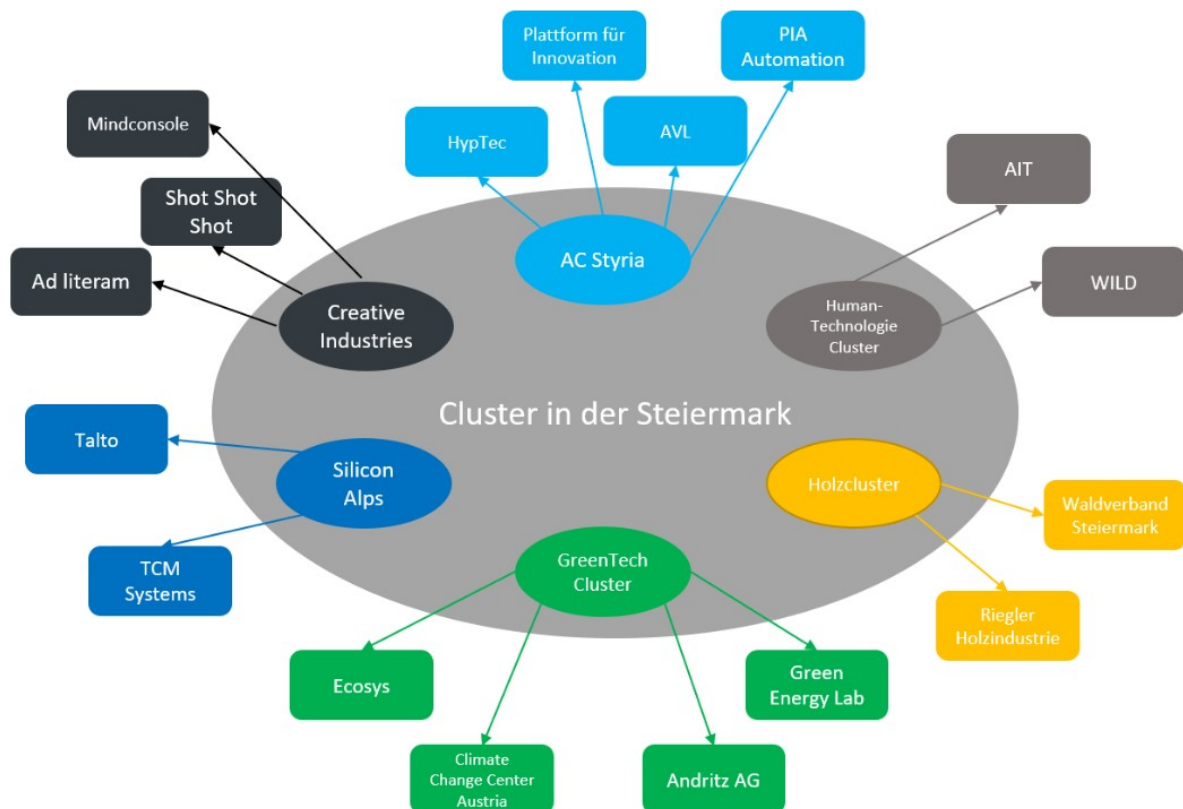 Plattform für
Innovation
PIA
Automation
Mindconsole
HypTec
AVL
AIT
Shot Shot
Shot
Ad literam
AC Styria
WILD
Creative
Industries
Human-
Technologie
Cluster
Cluster in der Steiermark
Talto
Silicon
Alps
Holzcluster
Waldverband
Steiermark
TCM
Systems
GreenTech
Cluster
Riegler
Holzindustrie
Ecosys
Green
Energy Lab
Climate
Change Center
Austria
Andritz AG